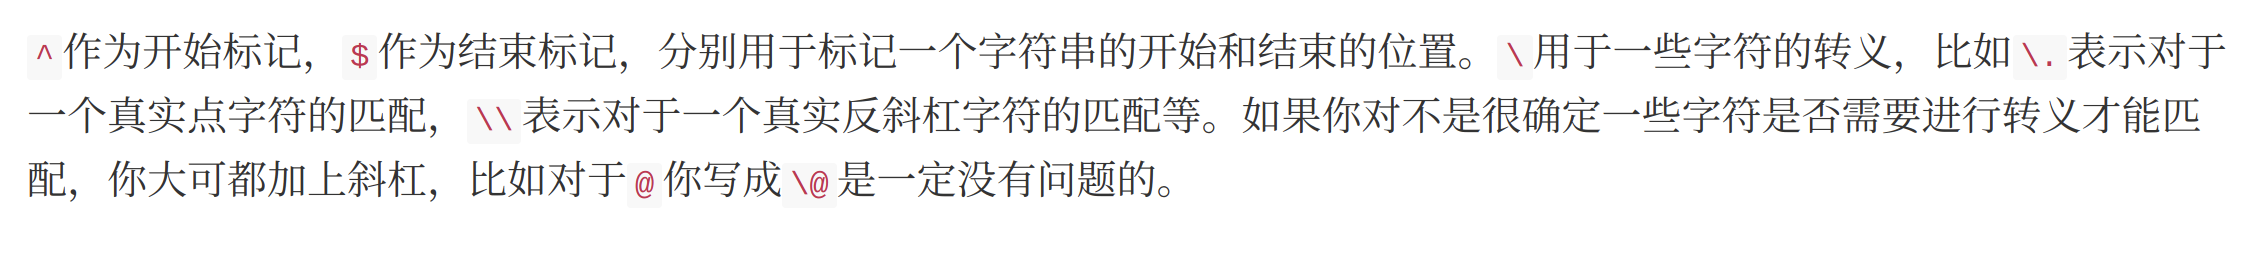 ^作为开始标记，$作为结束标记，分别用于标记一个字符串的开始和结束的位置。\用于一些字符的转义，比如\.表示对于
一个真实点字符的匹配，\\表示对于一个真实反斜杠字符的匹配等。如果你对不是很确定一些字符是否需要进行转义才能匹
配，你大可都加上斜杠，比如对于@你写成\@是一定没有问题的。